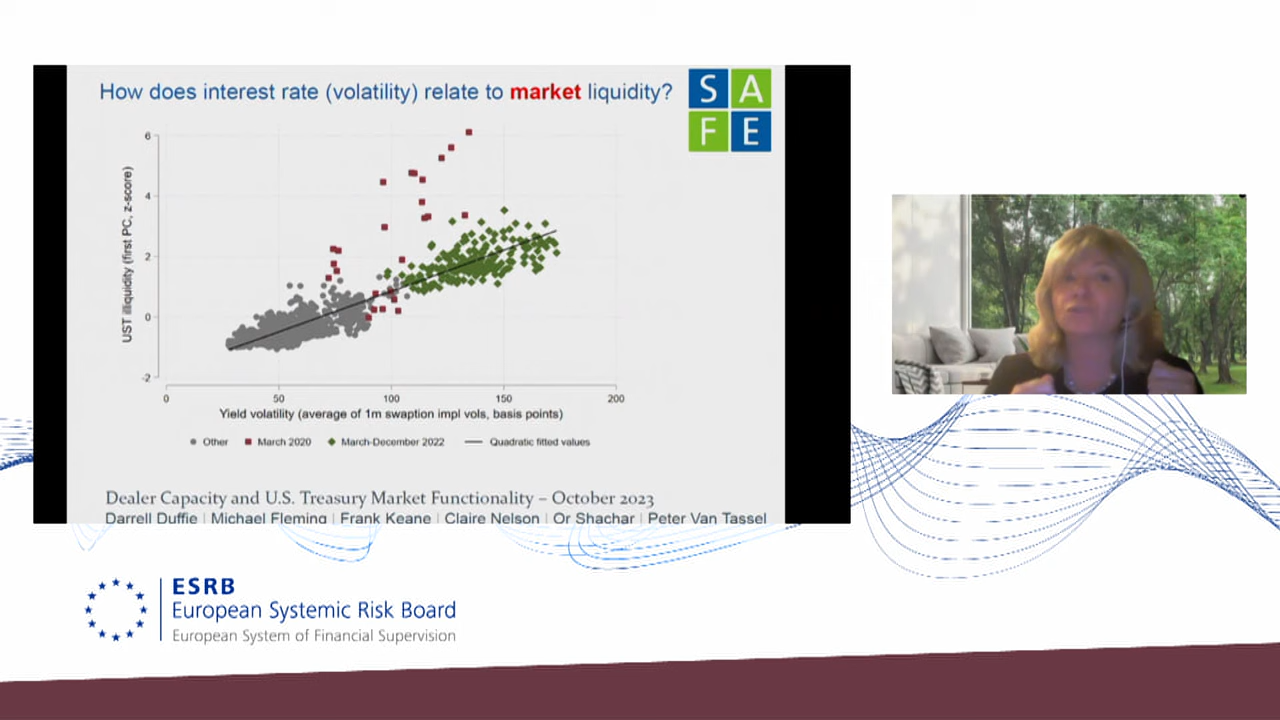 How does interest rate (volatility) relate to market liquidity?
S A
F E
6
4
2
0
-2
UST illiquidity (first PC, z-score)
0 50 100 150 200
Yield volatility (average of 1m swaption impl vols, basis points)
Other March 2020 March-December 2022 Quadratic fitted values
Dealer Capacity and U.S. Treasury Market Functionality – October 2023
Darrell Duffie | Michael Fleming | Frank Keane | Claire Nelson | Or Shachar | Peter Van Tassel
ESRB
European Systemic Risk Board
European System of Financial Supervision